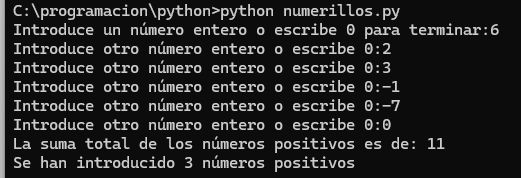 C:\programacion\python>python numerillos.py
Introduce un número entero o escribe 0 para terminar:6
Introduce otro número entero o escribe 0:2
Introduce otro número entero o escribe 0:3
Introduce otro número entero o escribe 0:-1
Introduce otro número entero o escribe 0:-7
Introduce otro número entero o escribe 0:0
La suma total de los números positivos es de: 11
Se han introducido 3 números positivos